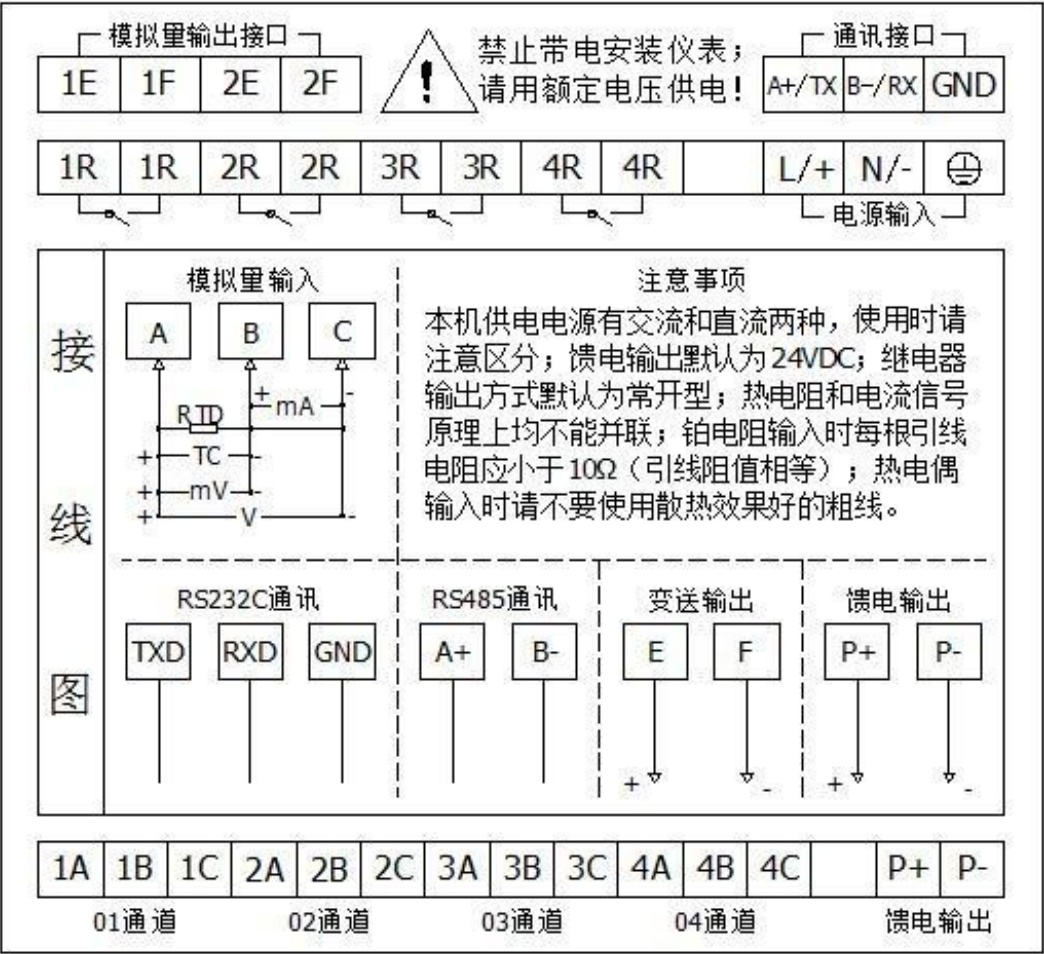 模拟量输出接口
1E 1F 2E 2F
!
禁止带电安装仪表；
请用额定电压供电!
通讯接口
A+/TX B-/RX GND
1R 1R 2R 2R 3R 3R 4R 4R L/+ N/-
电源输入
接线图
模拟量输入
A B C
+ mA -
RTD
+ TC -
+ mV -
+ V -
注意事项
本机供电电源有交流和直流两种，使用时请
注意区分；馈电输出默认为24VDC；继电器
输出方式默认为常开型；热电阻和电流信号
原理上均不能并联；铂电阻输入时每根引线
电阻应小于10Ω（引线阻值相等）；热电偶
输入时请不要使用散热效果好的粗线。
RS232C通讯
TXD RXD GND
RS485通讯
A+ B-
变送输出
E F
+ -
馈电输出
P+ P-
+ -
1A 1B 1C 2A 2B 2C 3A 3B 3C 4A 4B 4C P+ P-
01通道 02通道 03通道 04通道 馈电输出